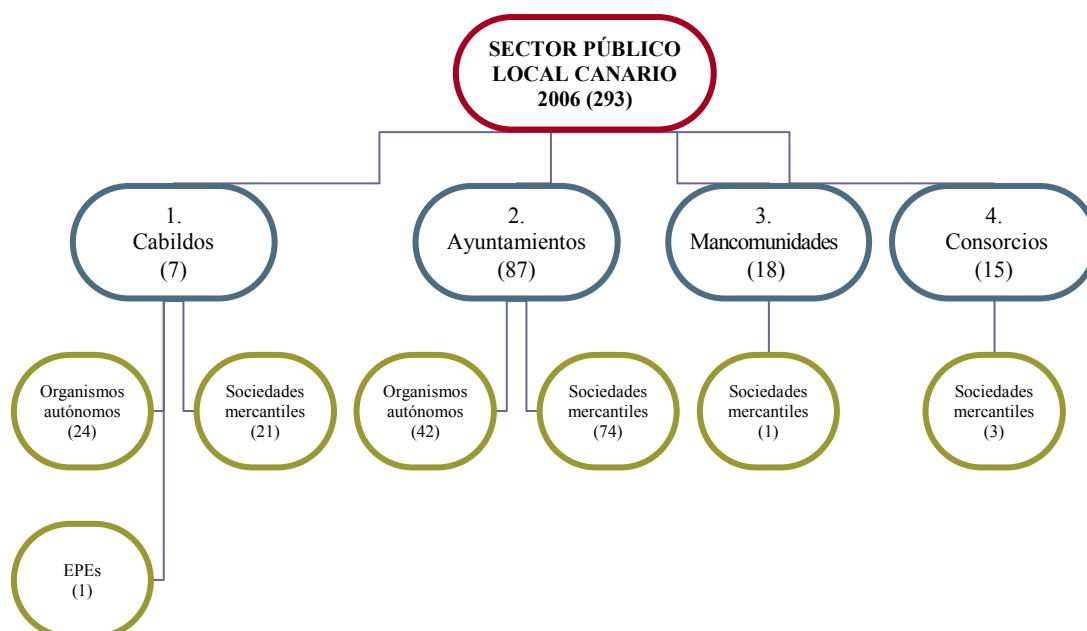 SECTOR PÚBLICO
LOCAL CANARIO
2006 (293)
1.
Cabildos
(7)
2.
Ayuntamientos
(87)
3.
Mancomunidades
(18)
4.
Consorcios
(15)
Organismos
autónomos
(24)
Sociedades
mercantiles
(21)
Organismos
autónomos
(42)
Sociedades
mercantiles
(74)
Sociedades
mercantiles
(1)
Sociedades
mercantiles
(3)
EPEs
(1)